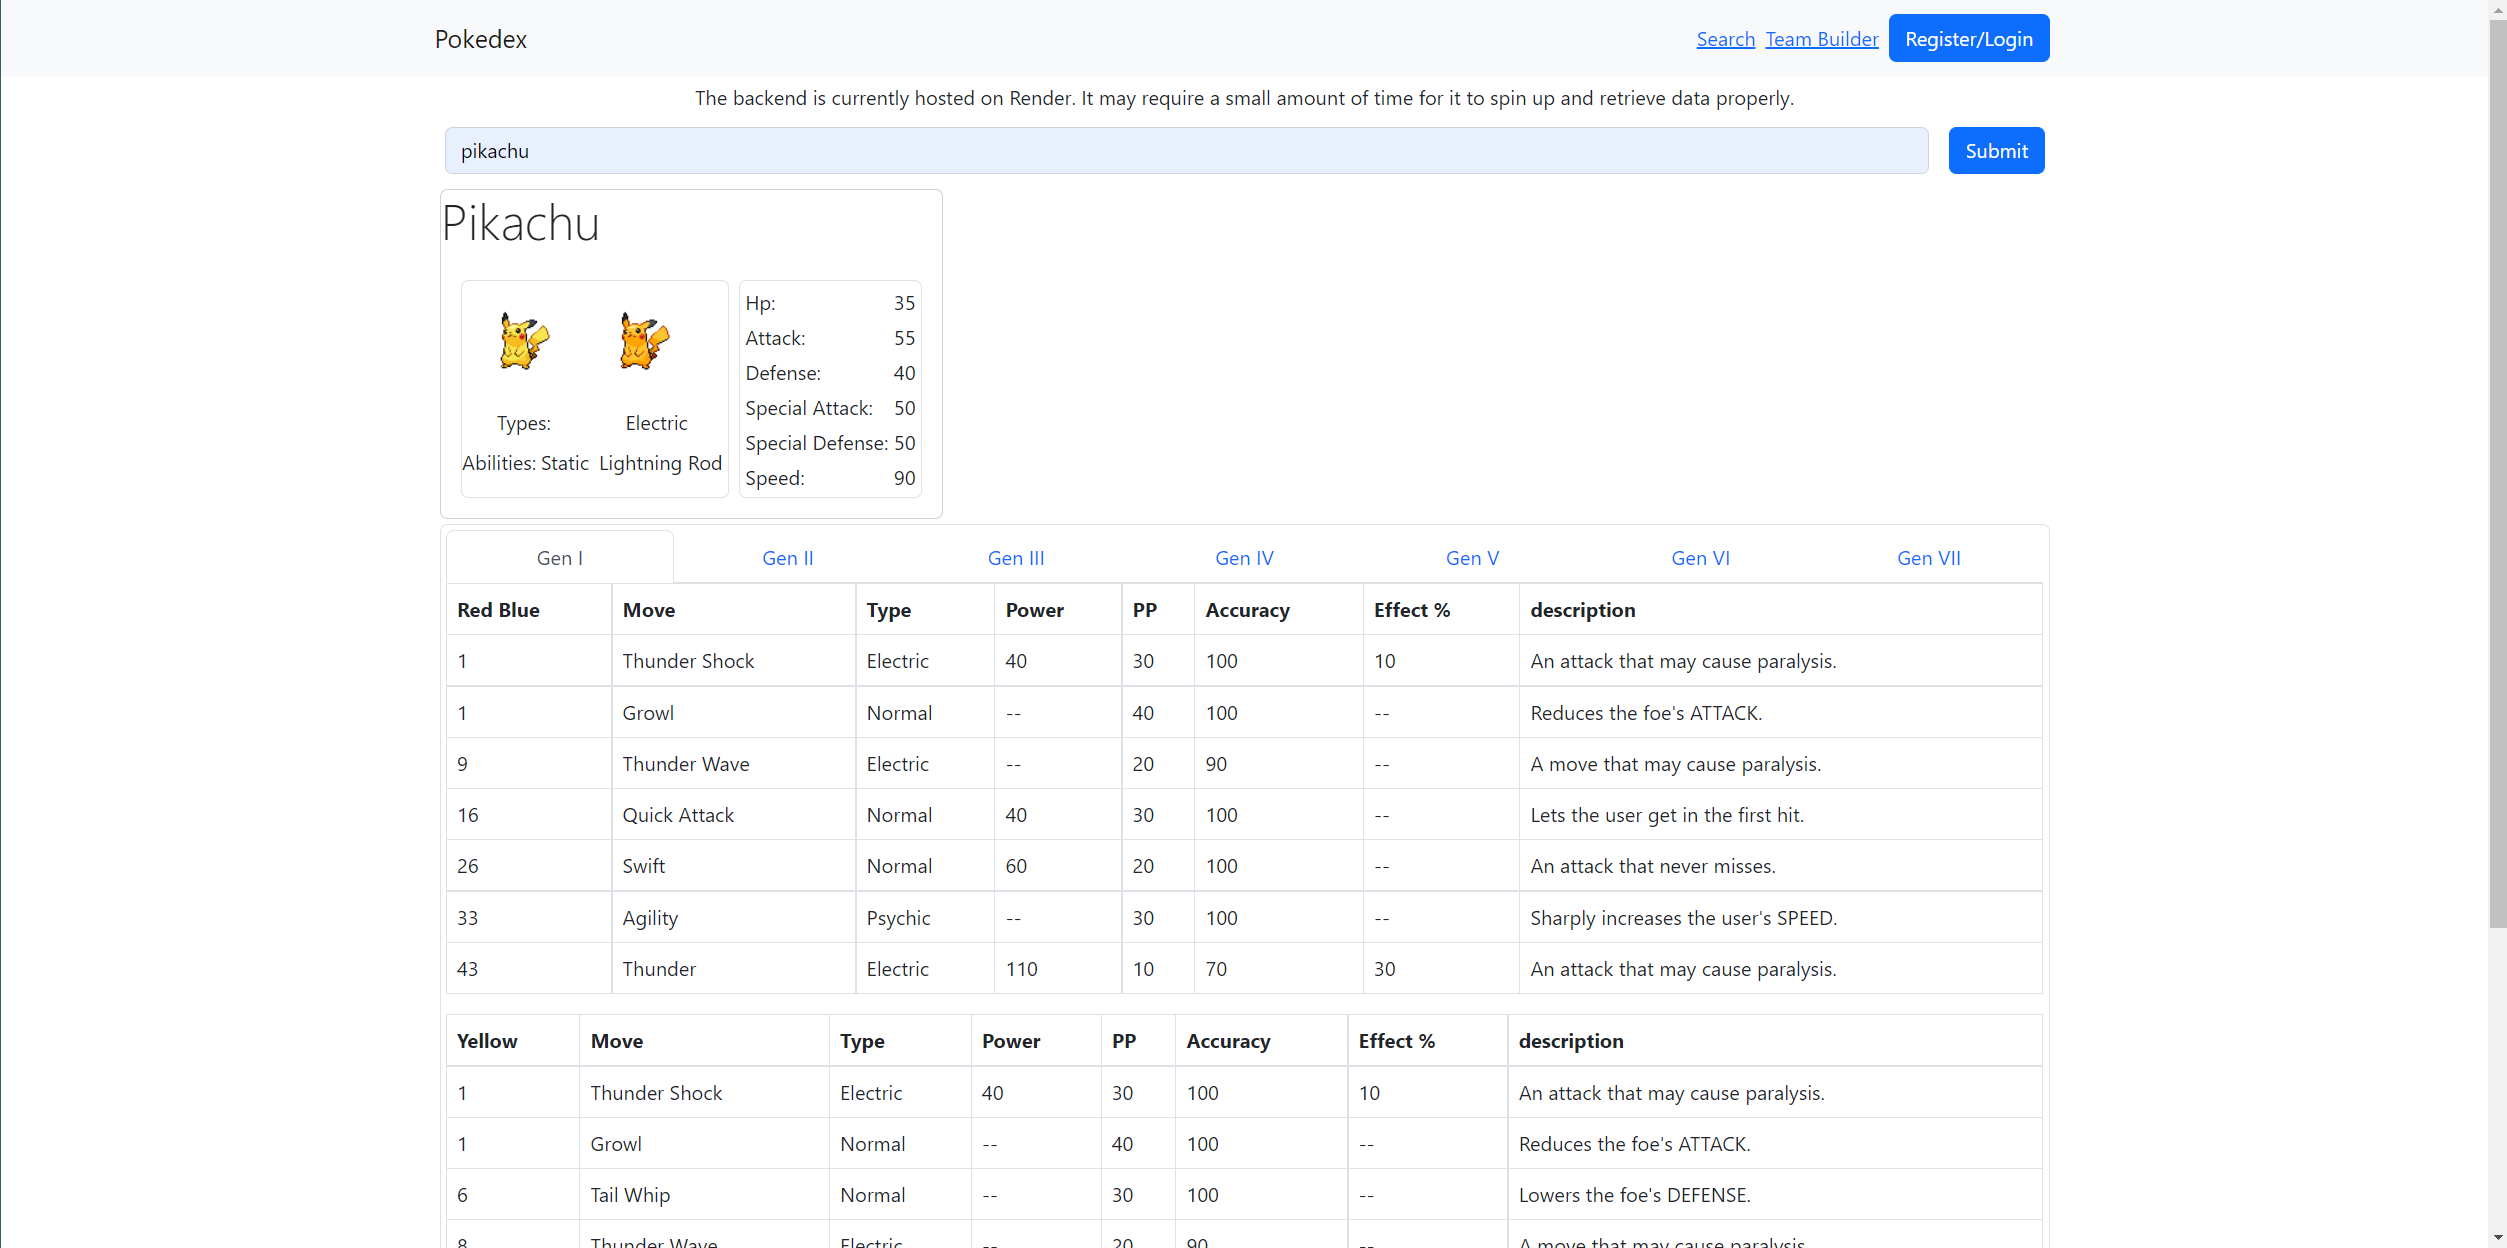 Pokedex Search Team Builder Register/Login
The backend is currently hosted on Render. It may require a small amount of time for it to spin up and retrieve data properly.
pikachu Submit
Pikachu
Types: Electric
Abilities: Static Lightning Rod
Hp: 35
Attack: 55
Defense: 40
Special Attack: 50
Special Defense: 50
Speed: 90
Gen I Gen II Gen III Gen IV Gen V Gen VI Gen VII
Red Blue Move Type Power PP Accuracy Effect % description
1 Thunder Shock Electric 40 30 100 10 An attack that may cause paralysis.
1 Growl Normal -- 40 100 -- Reduces the foe's ATTACK.
9 Thunder Wave Electric -- 20 90 -- A move that may cause paralysis.
16 Quick Attack Normal 40 30 100 -- Lets the user get in the first hit.
26 Swift Normal 60 20 100 -- An attack that never misses.
33 Agility Psychic -- 30 100 -- Sharply increases the user's SPEED.
43 Thunder Electric 110 10 70 30 An attack that may cause paralysis.
Yellow Move Type Power PP Accuracy Effect % description
1 Thunder Shock Electric 40 30 100 10 An attack that may cause paralysis.
1 Growl Normal -- 40 100 -- Reduces the foe's ATTACK.
6 Tail Whip Normal -- 30 100 -- Lowers the foe's DEFENSE.
8 Thunder Wave Electric -- 20 90 -- A move that may cause paralysis.